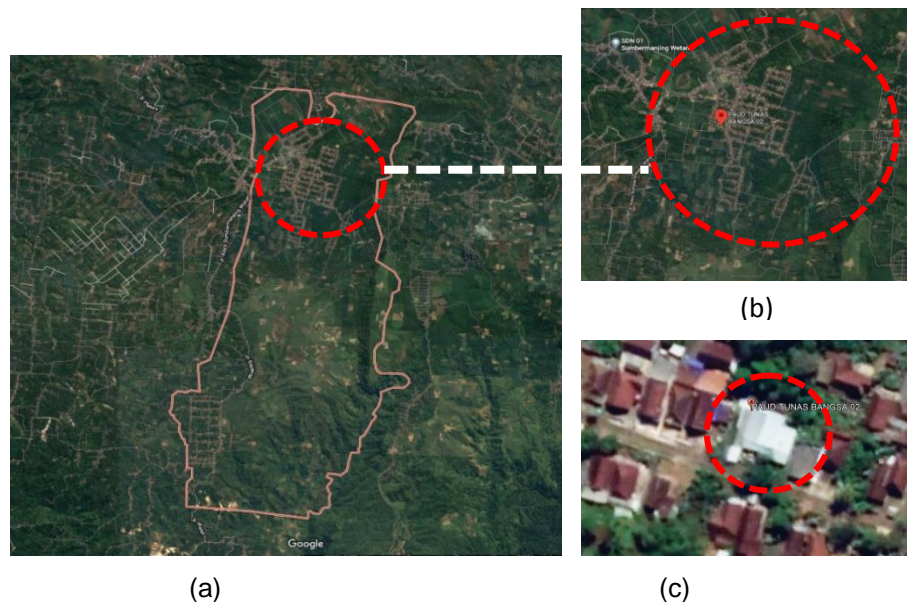 Google
(a)
SDN 01
Sumbermanjing Wetan
PAUD TUNAS
BANGSA 02
(b)
PAUD TUNAS BANGSA 02
(c)